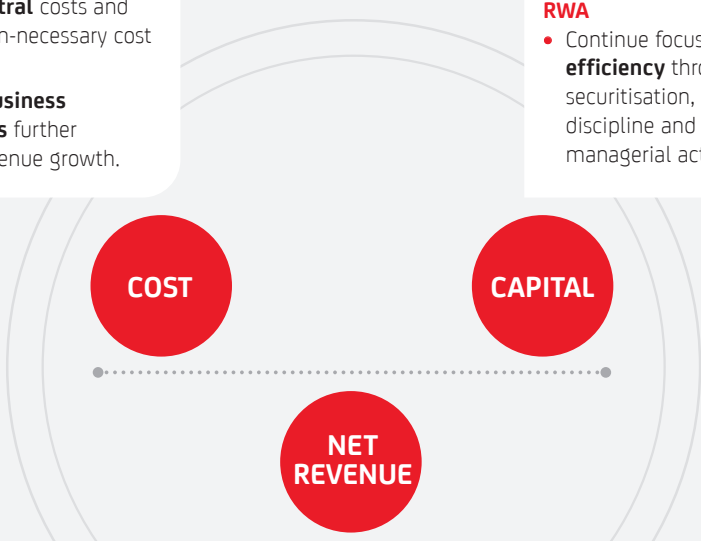 tral costs and
n-necessary cost
usiness
s further
enue growth.
RWA
• Continue focus
efficiency thro
securitisation,
discipline and
managerial act
COST
CAPITAL
NET
REVENUE